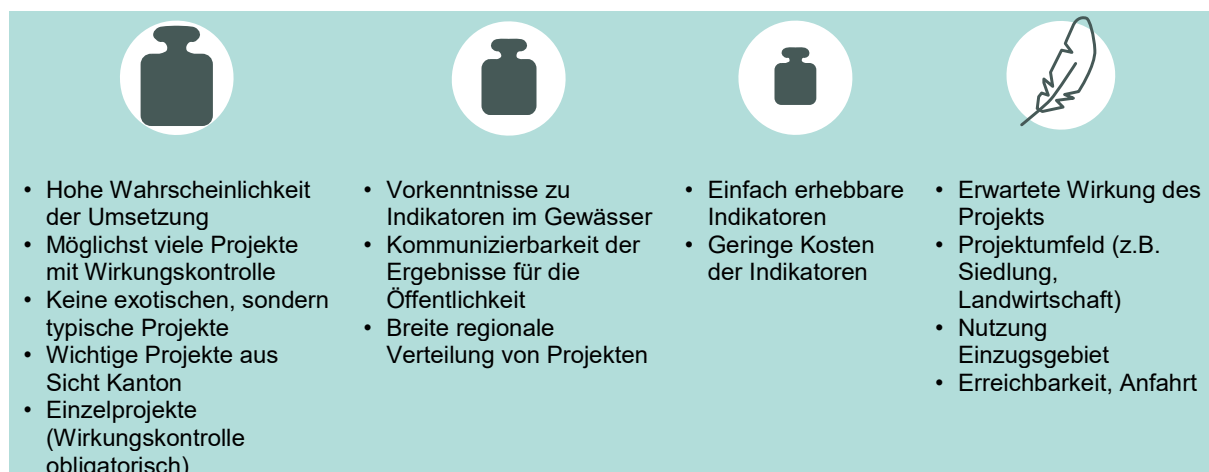 • Hohe Wahrscheinlichkeit
der Umsetzung
• Möglichst viele Projekte
mit Wirkungskontrolle
• Keine exotischen, sondern
typische Projekte
• Wichtige Projekte aus
Sicht Kanton
• Einzelprojekte
(Wirkungskontrolle
obligatorisch)
• Vorkenntnisse zu
Indikatoren im Gewässer
• Kommunizierbarkeit der
Ergebnisse für die
Öffentlichkeit
• Breite regionale
Verteilung von Projekten
• Einfach erhebbare
Indikatoren
• Geringe Kosten
der Indikatoren
• Erwartete Wirkung des
Projekts
• Projektumfeld (z.B.
Siedlung,
Landwirtschaft)
• Nutzung
Einzugsgebiet
• Erreichbarkeit, Anfahrt